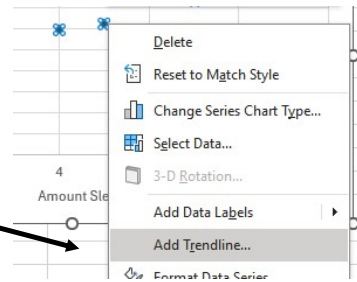 Delete
Reset to Match Style
Change Series Chart Type...
Select Data...
4
3-D Rotation...
Amount Sle
Add Data Labels
Add Trendline...
Format Data Series